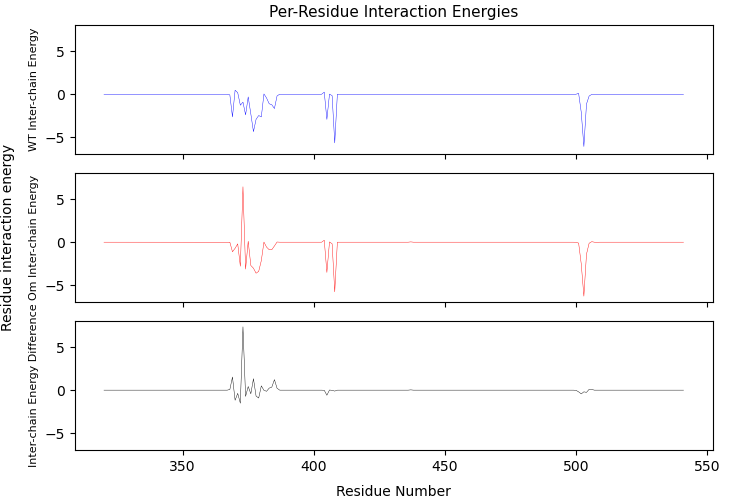 Per-Residue Interaction Energies
Residue interaction energy
WT Inter-chain Energy
5
0
−5
Om Inter-chain Energy
5
0
−5
Inter-chain Energy Difference
5
0
−5
350
400
450
500
550
Residue Number